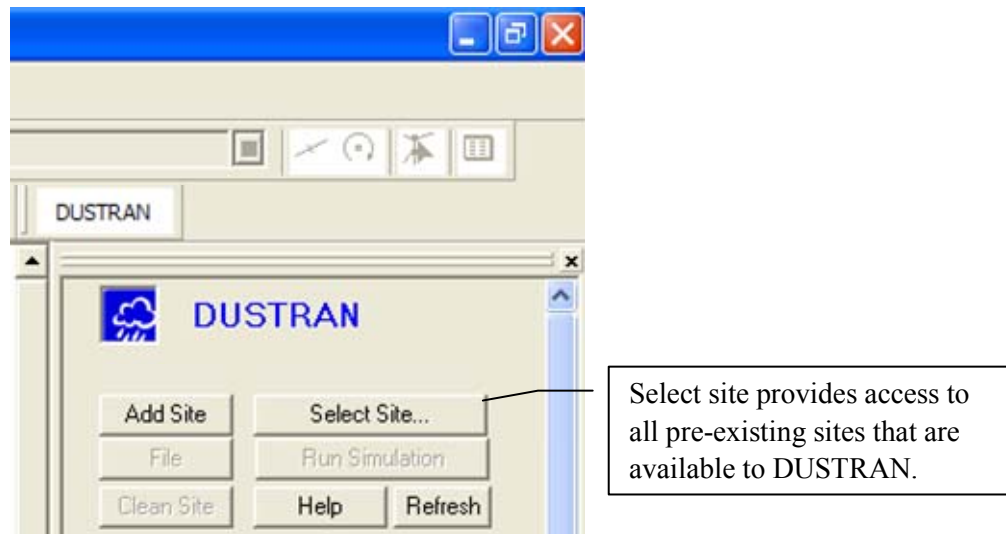 DUSTRAN
DUSTRAN
Add Site Select Site...
File Run Simulation
Clean Site Help Refresh
Select site provides access to
all pre-existing sites that are
available to DUSTRAN.